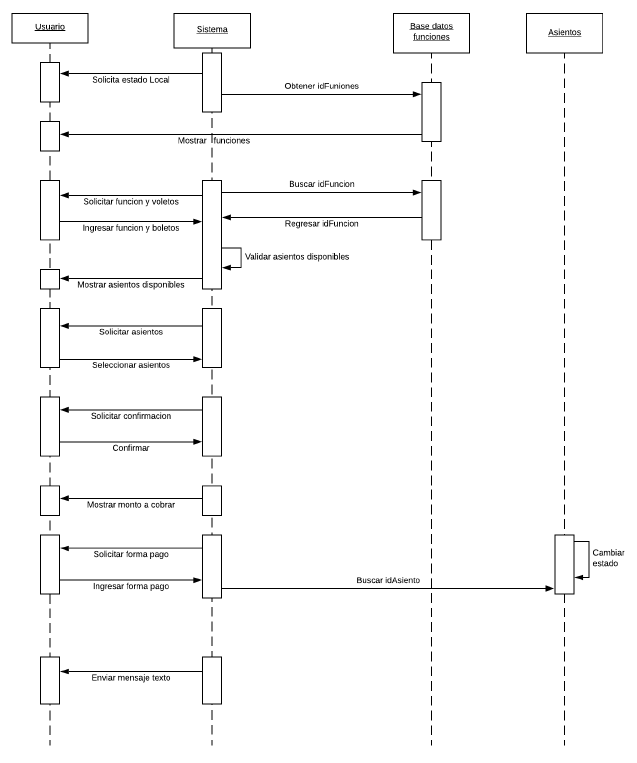 Usuario
Sistema
Base datos
funciones
Asientos
Solicita estado Local
Obtener idFuniones
Mostrar funciones
Buscar idFuncion
Solicitar funcion y voletos
Regresar idFuncion
Ingresar funcion y boletos
Validar asientos disponibles
Mostrar asientos disponibles
Solicitar asientos
Seleccionar asientos
Solicitar confirmacion
Confirmar
Mostrar monto a cobrar
Solicitar forma pago
Cambiar
estado
Ingresar forma pago
Buscar idAsiento
Enviar mensaje texto